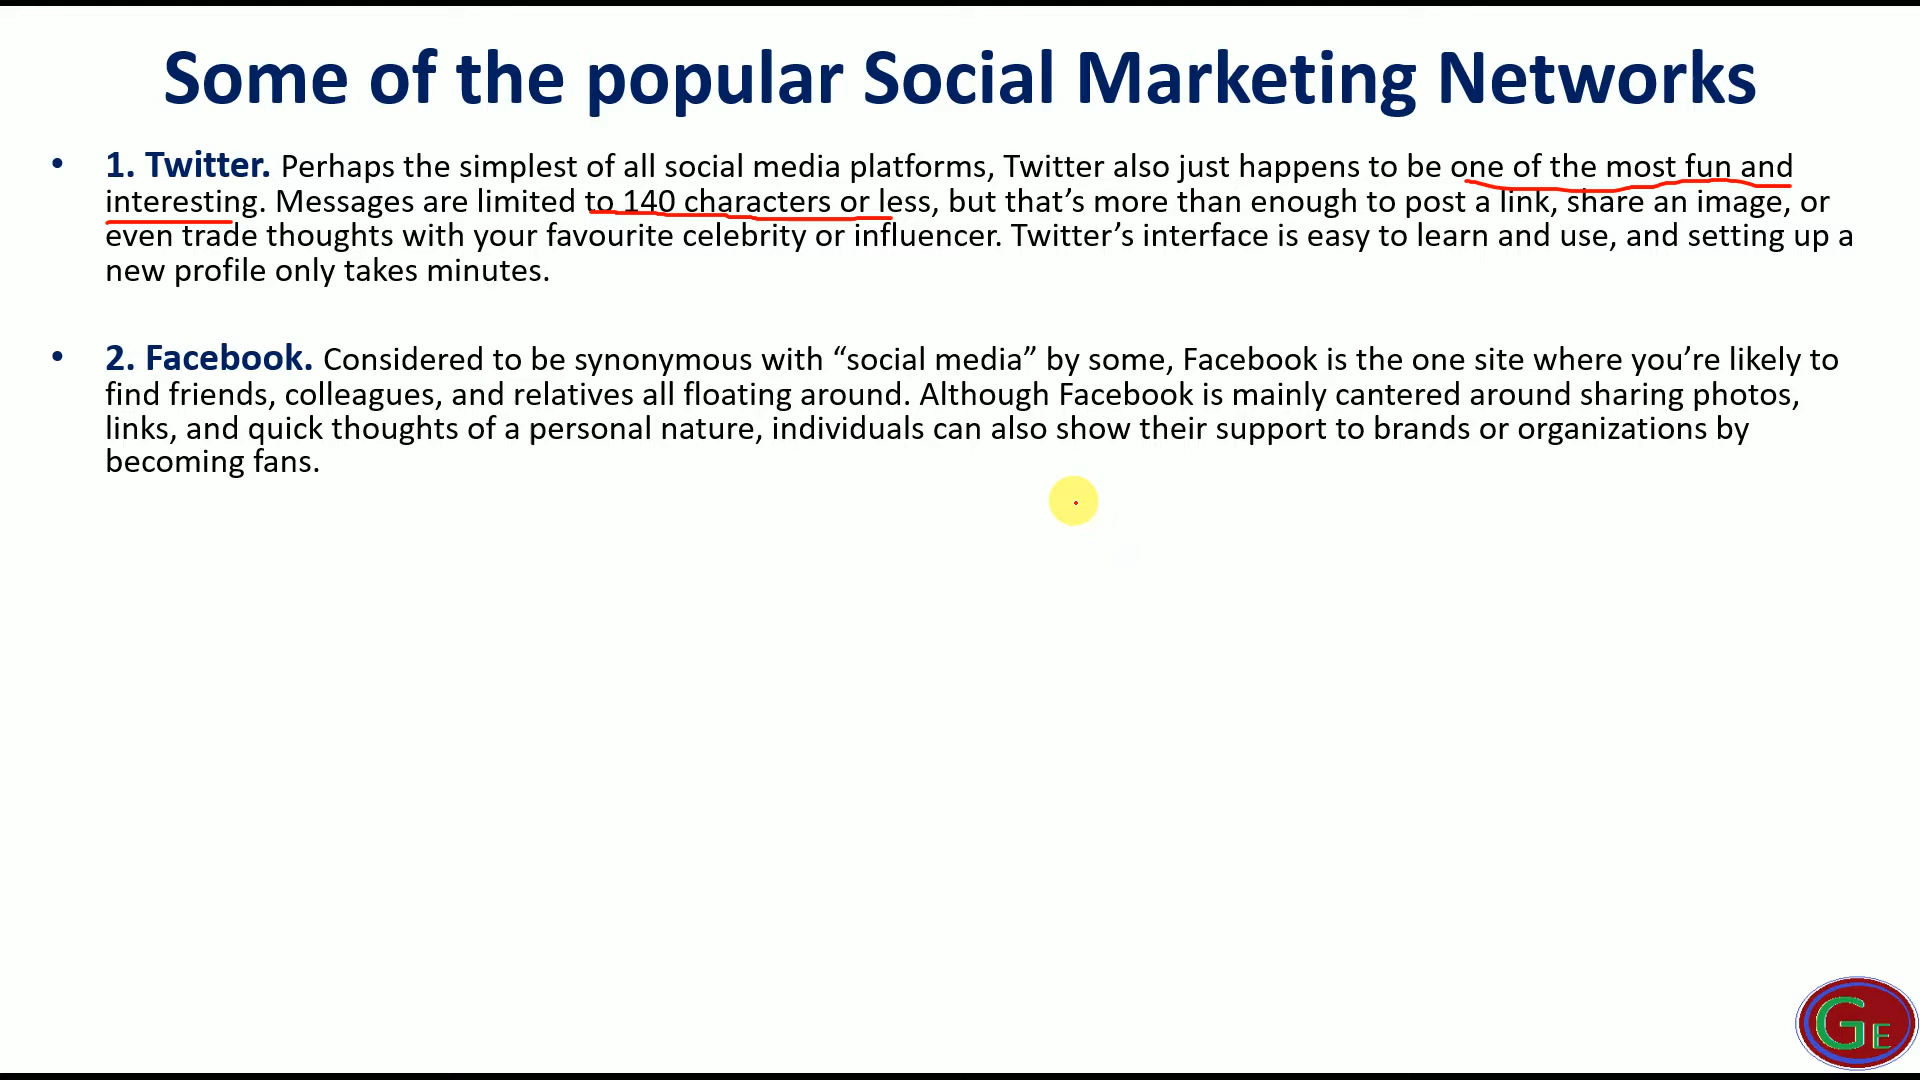 Some of the popular Social Marketing Networks
• 1. Twitter. Perhaps the simplest of all social media platforms, Twitter also just happens to be one of the most fun and
interesting. Messages are limited to 140 characters or less, but that’s more than enough to post a link, share an image, or
even trade thoughts with your favourite celebrity or influencer. Twitter’s interface is easy to learn and use, and setting up a
new profile only takes minutes.
• 2. Facebook. Considered to be synonymous with “social media” by some, Facebook is the one site where you’re likely to
find friends, colleagues, and relatives all floating around. Although Facebook is mainly cantered around sharing photos,
links, and quick thoughts of a personal nature, individuals can also show their support to brands or organizations by
becoming fans.
GE